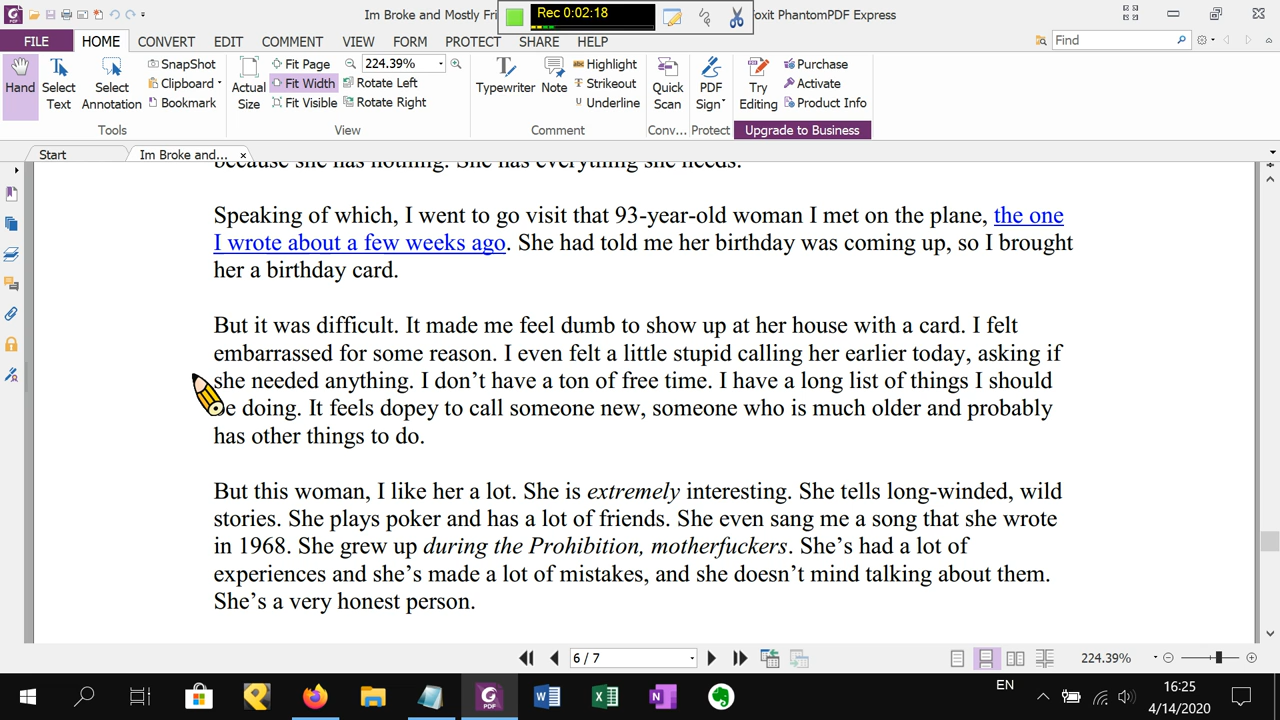 Im Broke and Mostly Fri
Rec 0:02:18
oxit PhantomPDF Express
FILE HOME CONVERT EDIT COMMENT VIEW FORM PROTECT SHARE HELP
Find
Hand
Select Text
Select Annotation
SnapShot
Clipboard
Bookmark
Tools
Actual Size
Fit Page
Fit Width
Fit Visible
224.39%
Rotate Left
Rotate Right
View
Typewriter
Note
Highlight
Strikeout
Underline
Comment
Quick Scan
Conv...
PDF Sign
Protect
Try Editing
Purchase
Activate
Product Info
Upgrade to Business
Start
Im Broke and...
because she has nothing. She has everything she needs.
Speaking of which, I went to go visit that 93-year-old woman I met on the plane, the one
I wrote about a few weeks ago. She had told me her birthday was coming up, so I brought
her a birthday card.
But it was difficult. It made me feel dumb to show up at her house with a card. I felt
embarrassed for some reason. I even felt a little stupid calling her earlier today, asking if
she needed anything. I don't have a ton of free time. I have a long list of things I should
be doing. It feels dopey to call someone new, someone who is much older and probably
has other things to do.
But this woman, I like her a lot. She is extremely interesting. She tells long-winded, wild
stories. She plays poker and has a lot of friends. She even sang me a song that she wrote
in 1968. She grew up during the Prohibition, motherfuckers. She's had a lot of
experiences and she's made a lot of mistakes, and she doesn't mind talking about them.
She's a very honest person.
6 / 7
224.39%
EN
16:25
4/14/2020